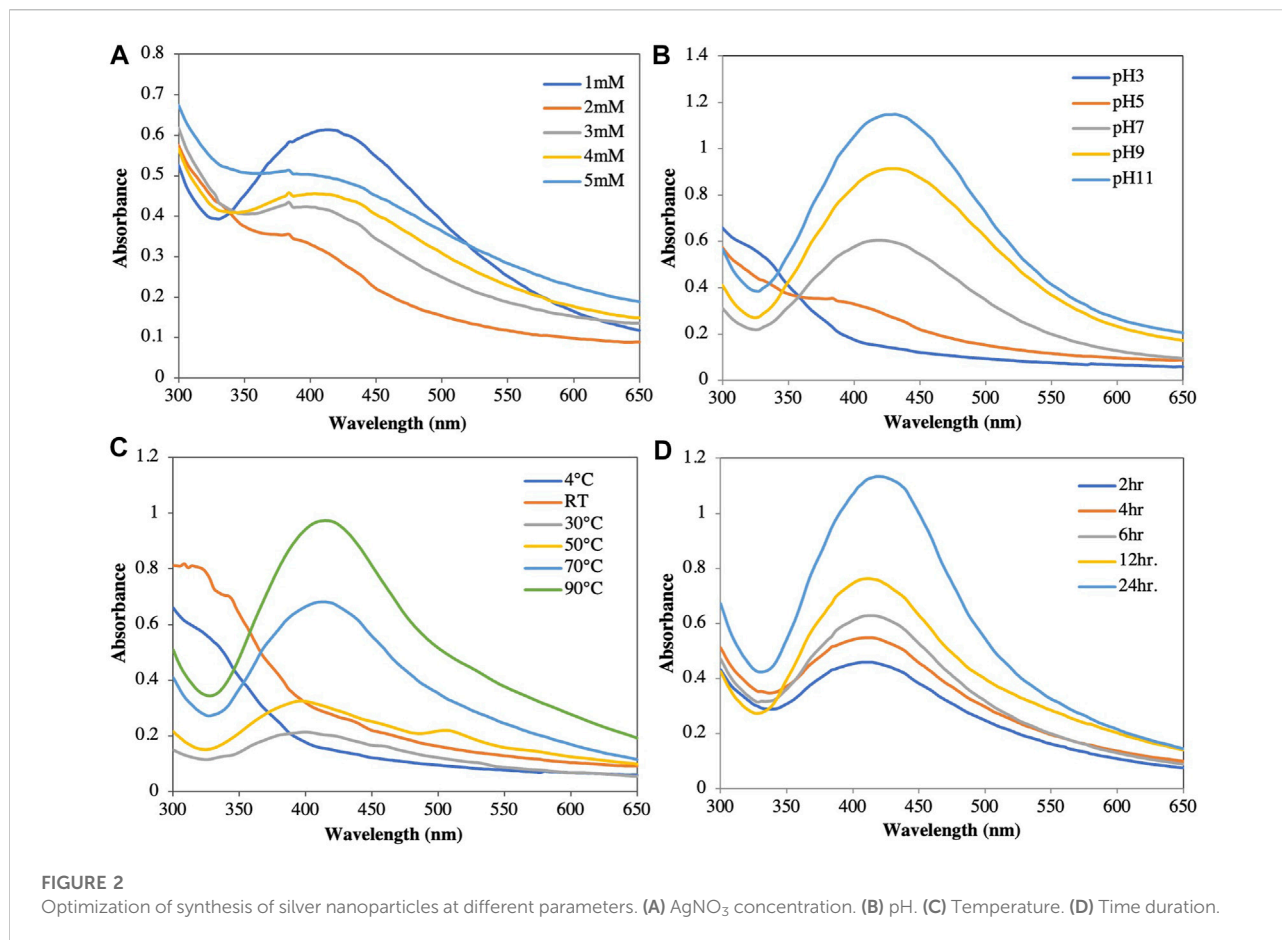 A
0.8
0.7
0.6
0.5
0.4
0.3
0.2
0.1
0
Absorbance
300 350 400 450 500 550 600 650
Wavelength (nm)
1mM
2mM
3mM
4mM
5mM
B
1.4
1.2
1
0.8
0.6
0.4
0.2
0
Absorbance
300 350 400 450 500 550 600 650
Wavelength (nm)
pH3
pH5
pH7
pH9
pH11
C
1.2
1
0.8
0.6
0.4
0.2
0
Absorbance
300 350 400 450 500 550 600 650
Wavelength (nm)
4°C
RT
30°C
50°C
70°C
90°C
D
1.2
1
0.8
0.6
0.4
0.2
0
Absorbance
300 350 400 450 500 550 600 650
Wavelength (nm)
2hr
4hr
6hr
12hr.
24hr.
FIGURE 2
Optimization of synthesis of silver nanoparticles at different parameters. (A) AgNO₃ concentration. (B) pH. (C) Temperature. (D) Time duration.